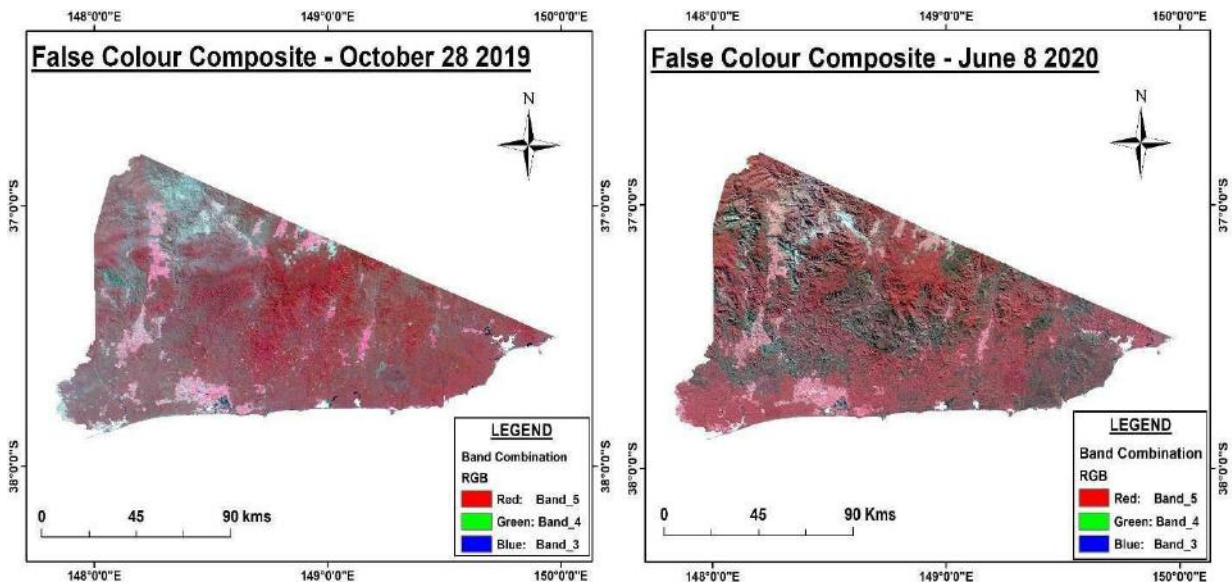 148°0'0"E 149°0'0"E 150°0'0"E
False Colour Composite - October 28 2019
N
37°0'0"S
37°0'0"S
38°0'0"S
38°0'0"S
LEGEND
Band Combination
RGB
Red: Band_5
Green: Band_4
Blue: Band_3
0 45 90 kms
148°0'0"E 149°0'0"E 150°0'0"E
148°0'0"E 149°0'0"E 150°0'0"E
False Colour Composite - June 8 2020
N
37°0'0"S
37°0'0"S
38°0'0"S
38°0'0"S
LEGEND
Band Combination
RGB
Red: Band_5
Green: Band_4
Blue: Band_3
0 45 90 Kms
148°0'0"E 149°0'0"E 150°0'0"E